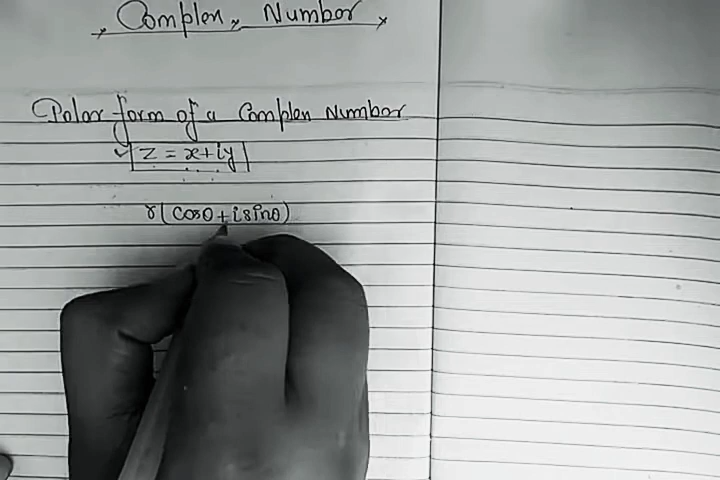 Complex Number
Polar form of a Complex Number
z = x+iy
r(cosθ+isinθ)